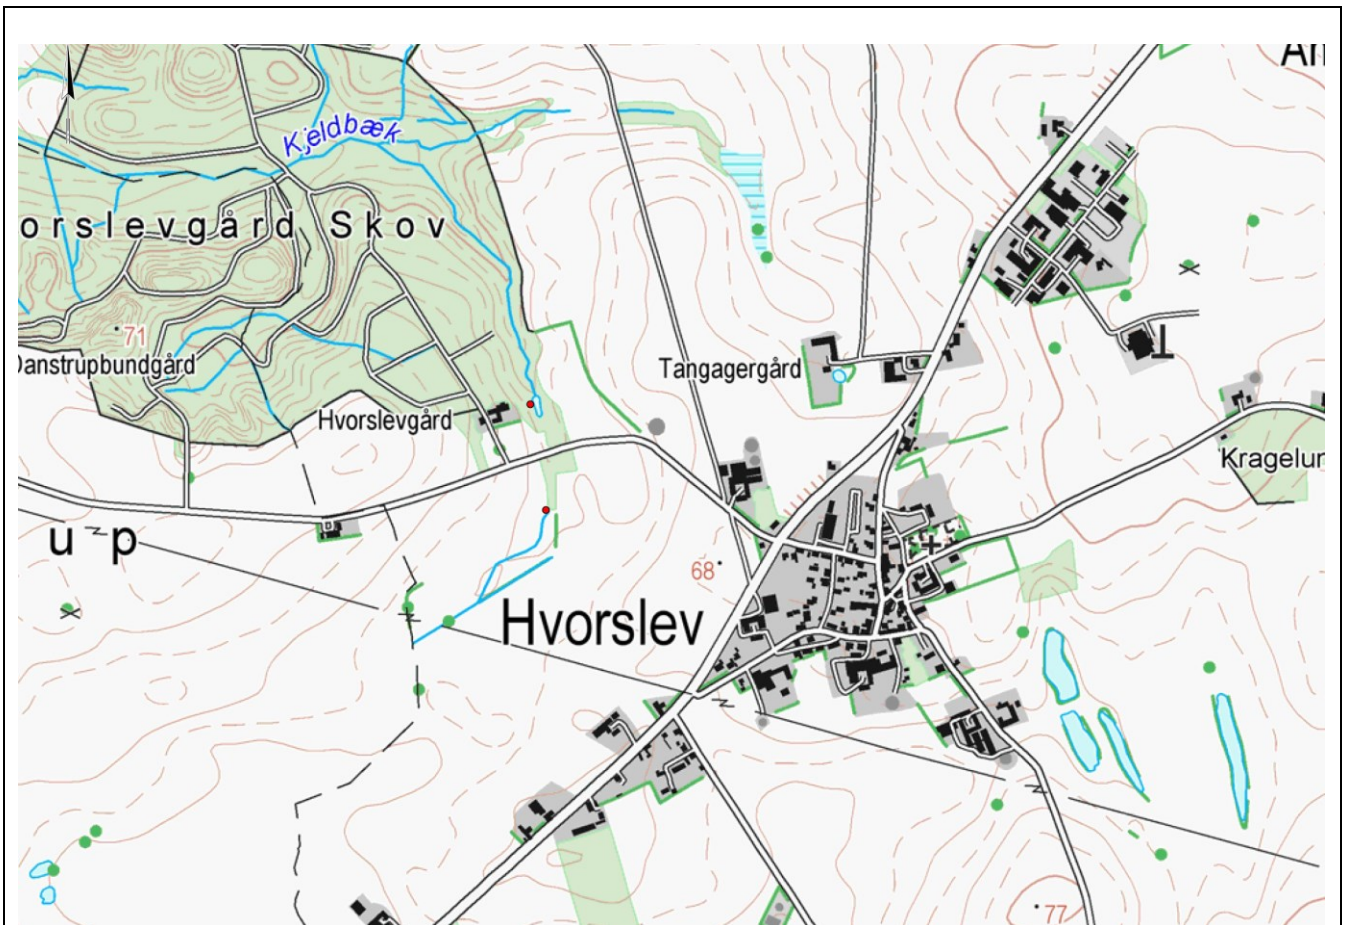 Kjeldbæk
orslevgård Skov
71
Danstrupbundgård
Tangagergård
Hvorslevgård
Kragelun
u p
68
Hvorslev
77